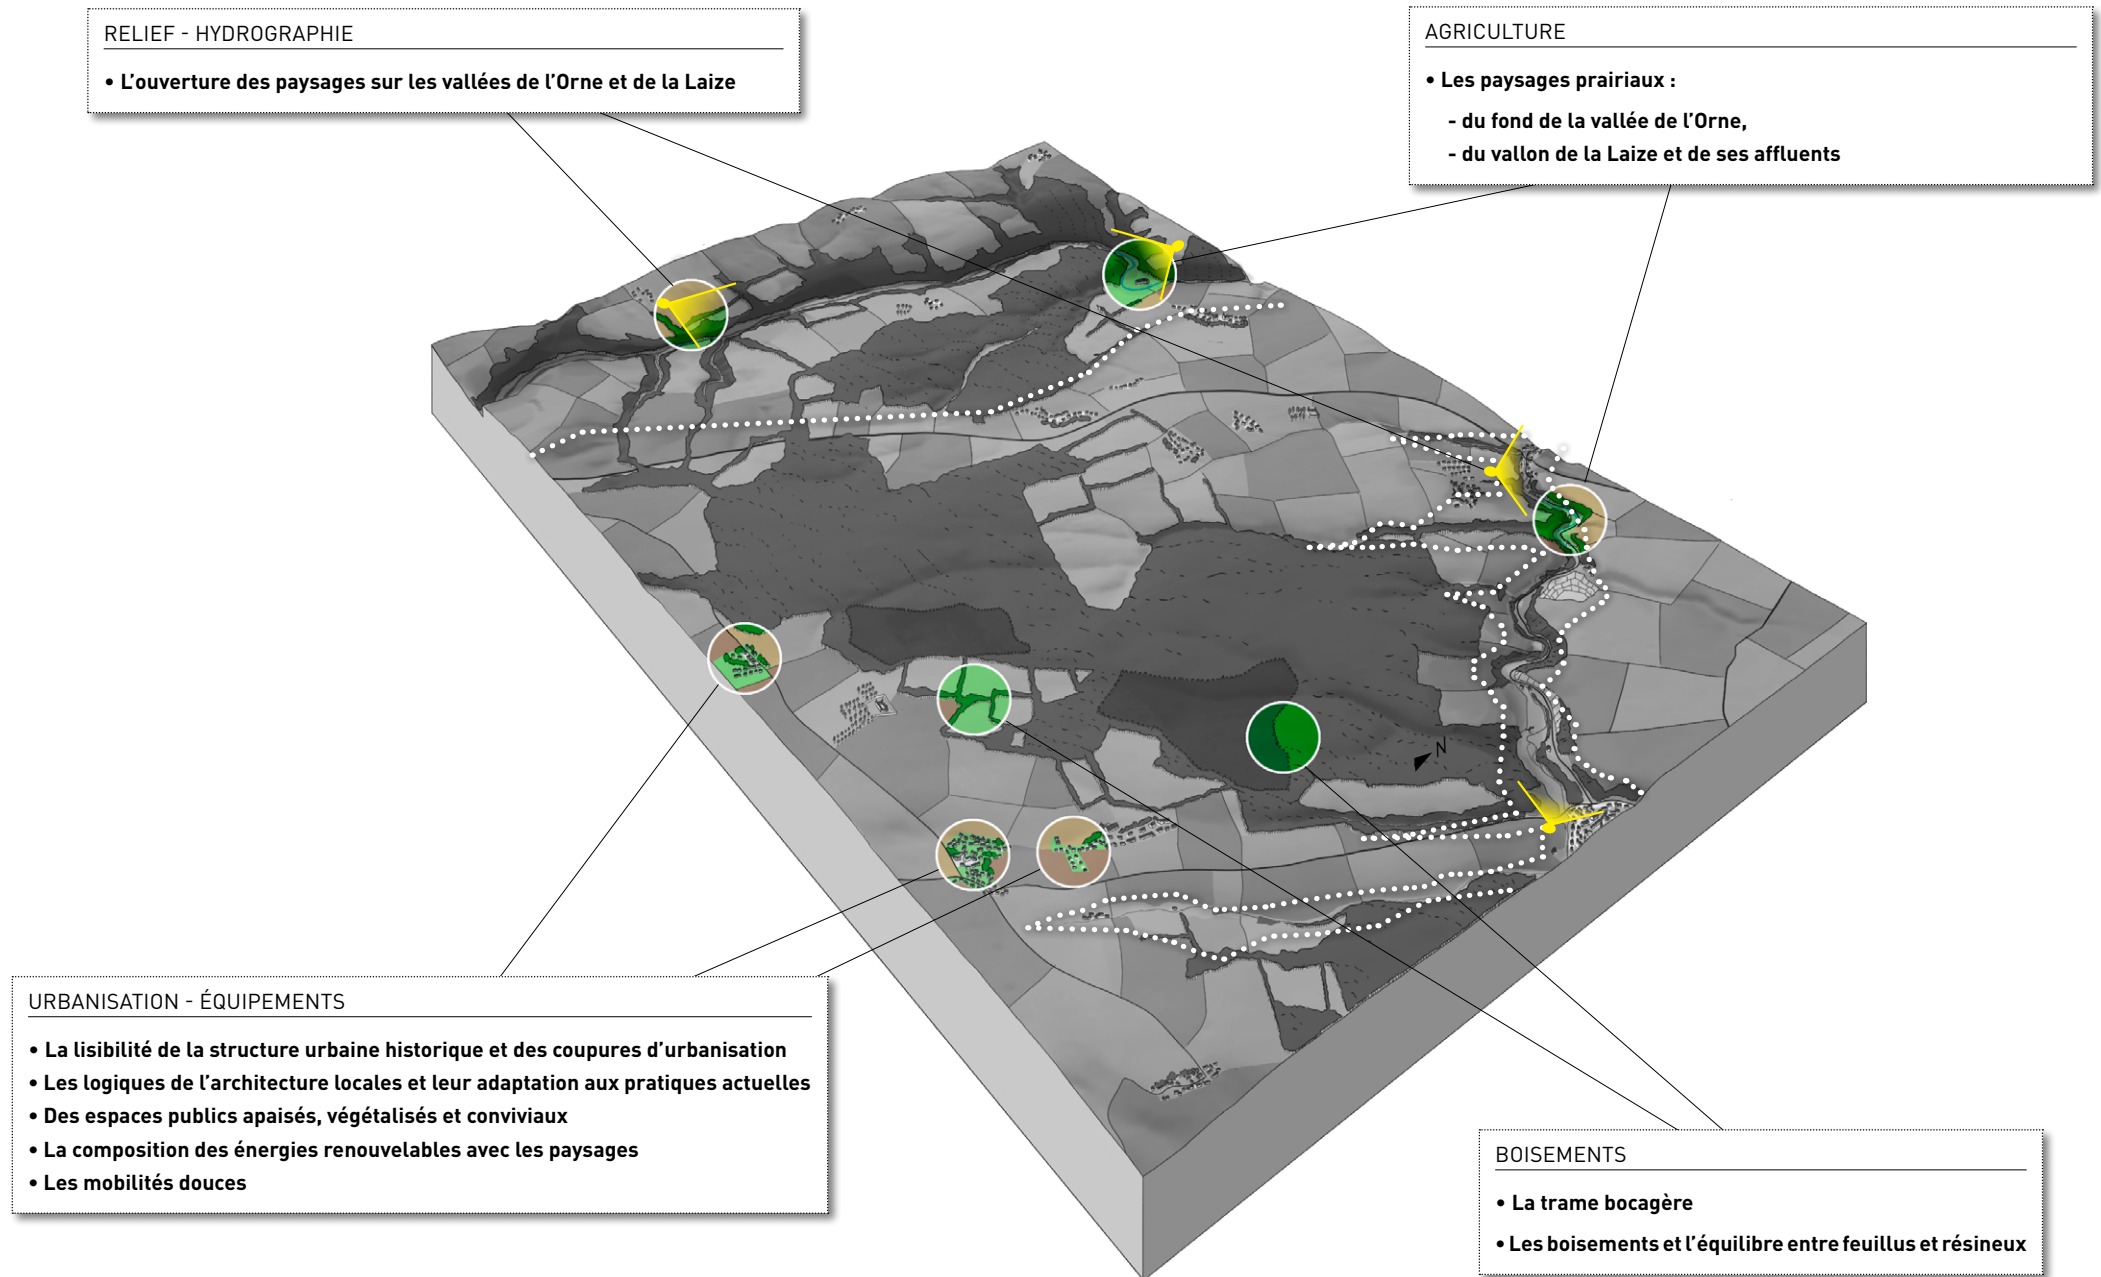 RELIEF - HYDROGRAPHIE
• L'ouverture des paysages sur les vallées de l'Orne et de la Laize
AGRICULTURE
• Les paysages prairiaux :
- du fond de la vallée de l'Orne,
- du vallon de la Laize et de ses affluents
N
URBANISATION - ÉQUIPEMENTS
• La lisibilité de la structure urbaine historique et des coupures d'urbanisation
• Les logiques de l'architecture locales et leur adaptation aux pratiques actuelles
• Des espaces publics apaisés, végétalisés et conviviaux
• La composition des énergies renouvelables avec les paysages
• Les mobilités douces
BOISEMENTS
• La trame bocagère
• Les boisements et l'équilibre entre feuillus et résineux